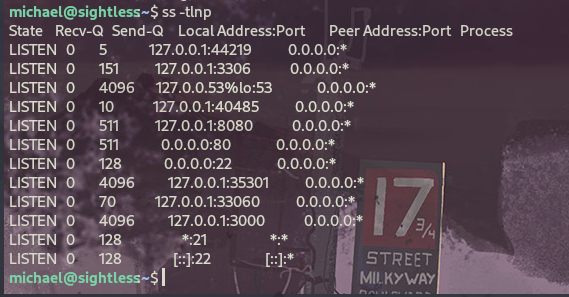 michael@sightless:~$ ss -tlnp
State Recv-Q Send-Q Local Address:Port Peer Address:Port Process
LISTEN 0 5 127.0.0.1:44219 0.0.0.0:*
LISTEN 0 151 127.0.0.1:3306 0.0.0.0:*
LISTEN 0 4096 127.0.0.53%lo:53 0.0.0.0:*
LISTEN 0 10 127.0.0.1:40485 0.0.0.0:*
LISTEN 0 511 127.0.0.1:8080 0.0.0.0:*
LISTEN 0 511 0.0.0.0:80 0.0.0.0:*
LISTEN 0 128 0.0.0.0:22 0.0.0.0:*
LISTEN 0 4096 127.0.0.1:35301 0.0.0.0:*
LISTEN 0 70 127.0.0.1:33060 0.0.0.0:*
LISTEN 0 4096 127.0.0.1:3000 0.0.0.0:*
LISTEN 0 128 *:21 *:*
LISTEN 0 128 [::]:22 [::]:*
michael@sightless:~$
17 3/4
STREET
MILKYWAY